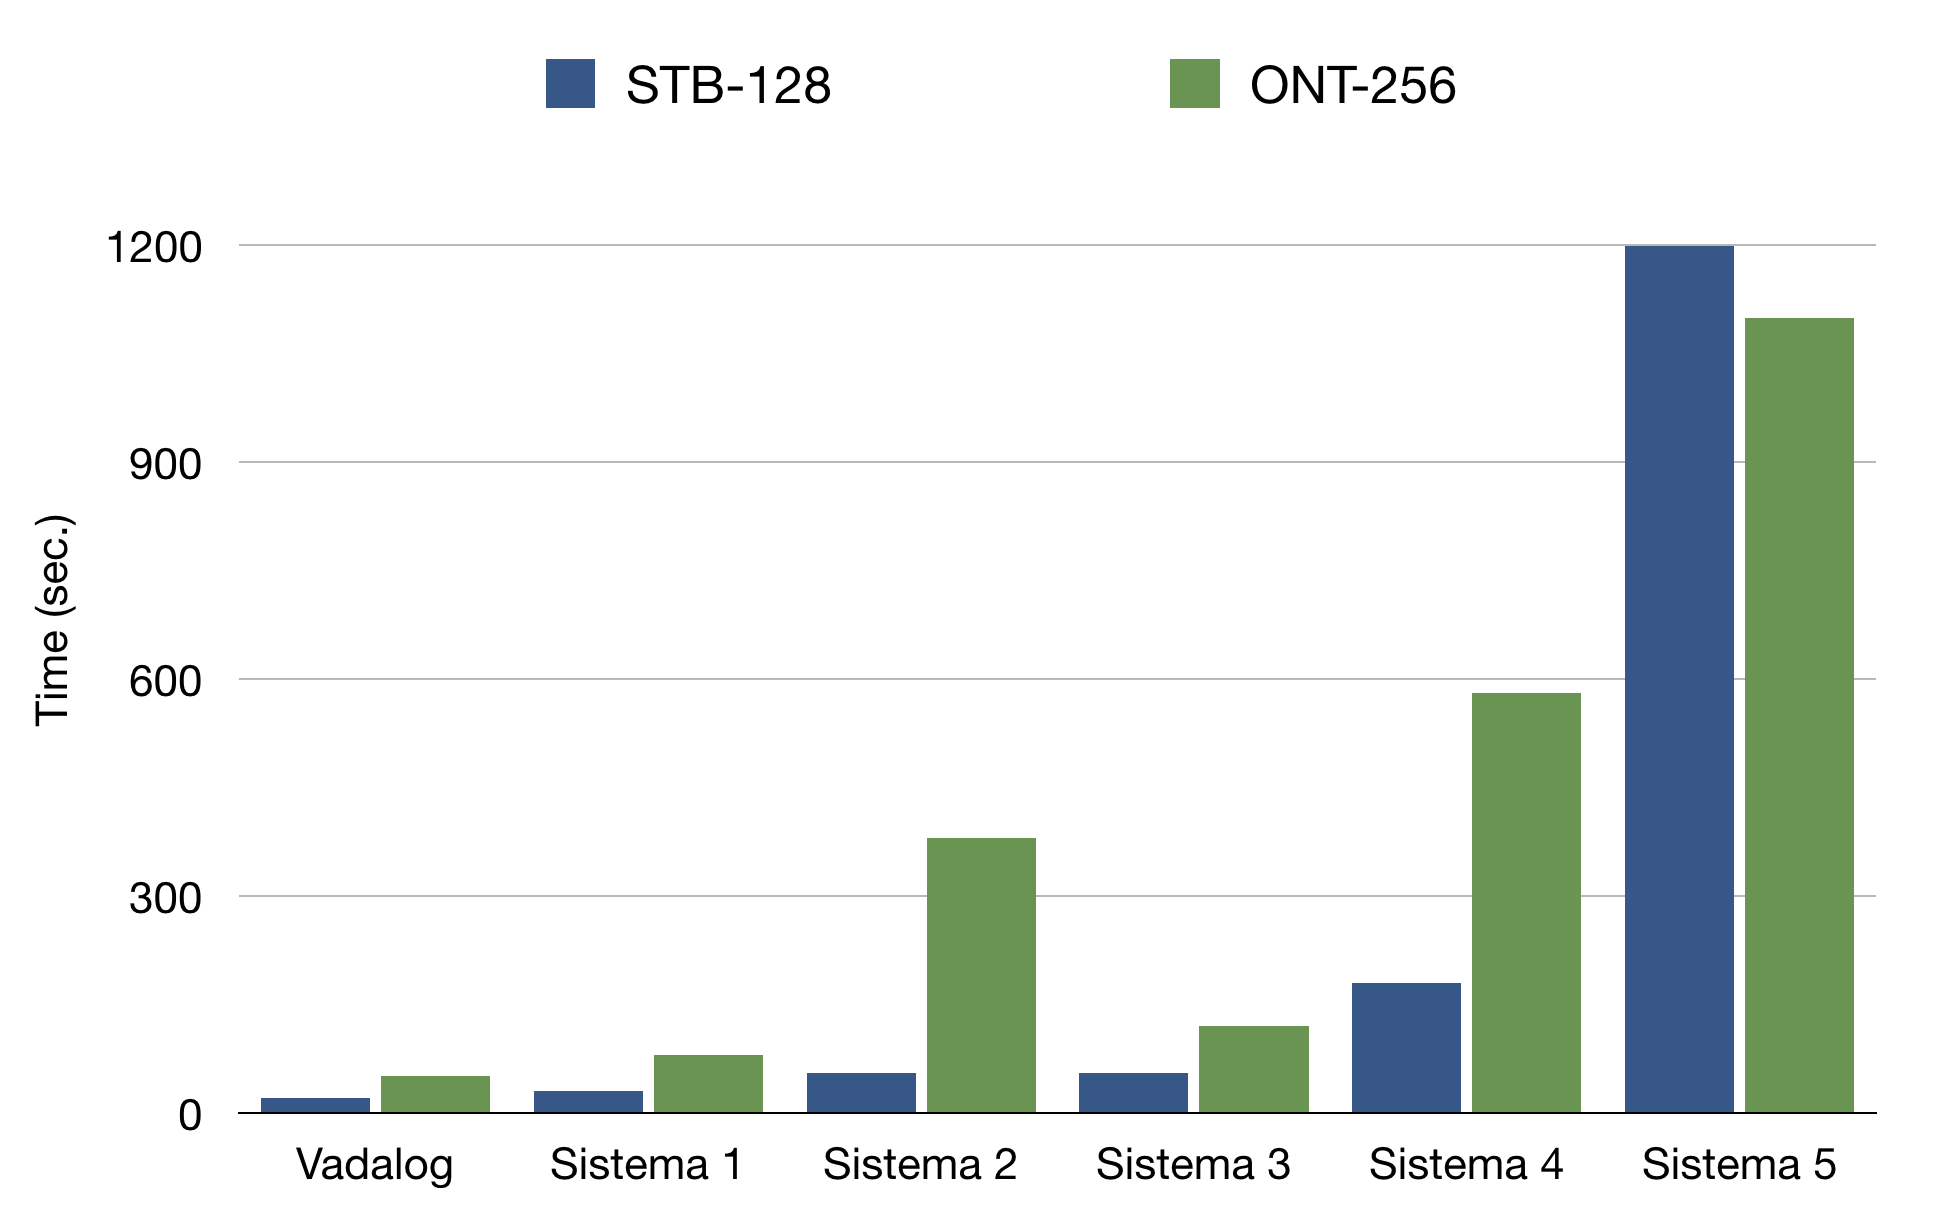 STB-128
ONT-256
1200
900
600
300
0
Time (sec.)
Vadalog
Sistema 1
Sistema 2
Sistema 3
Sistema 4
Sistema 5